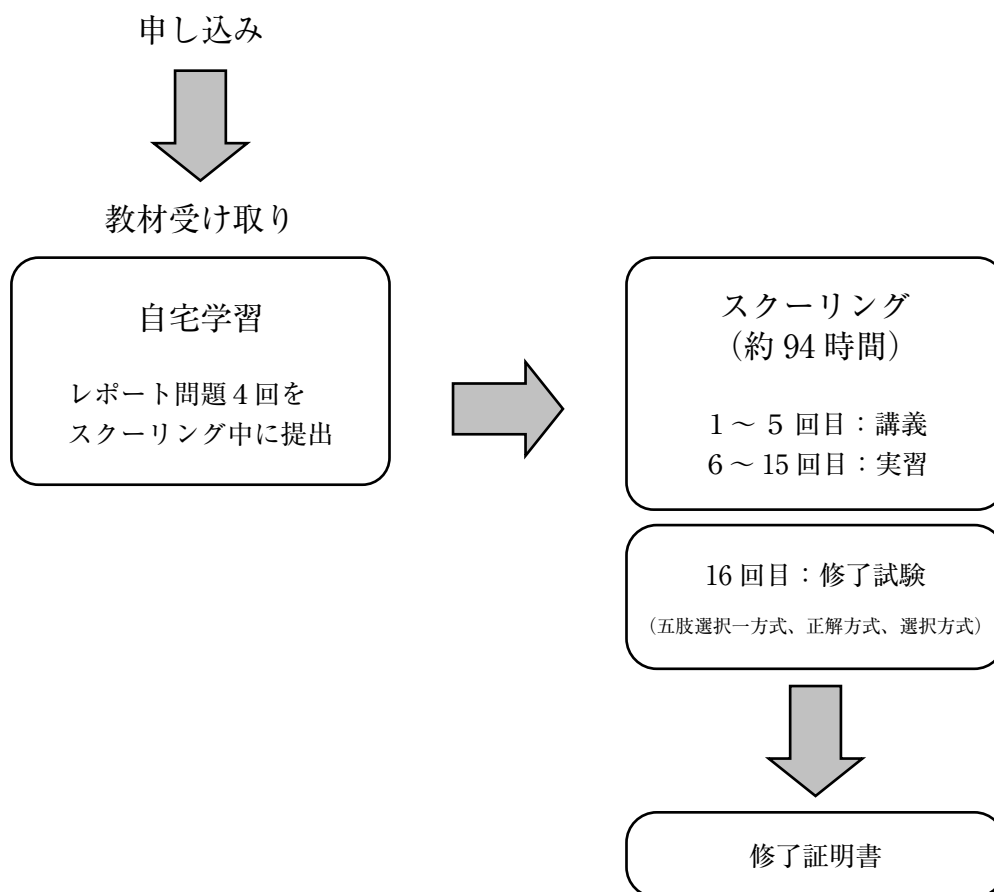 申し込み
教材受け取り
自宅学習
レポート問題４回を
スクーリング中に提出
スクーリング
（約 94 時間）
１～５回目：講義
６～15 回目：実習
16 回目：修了試験
（五肢選択一方式、正解方式、選択方式）
修了証明書